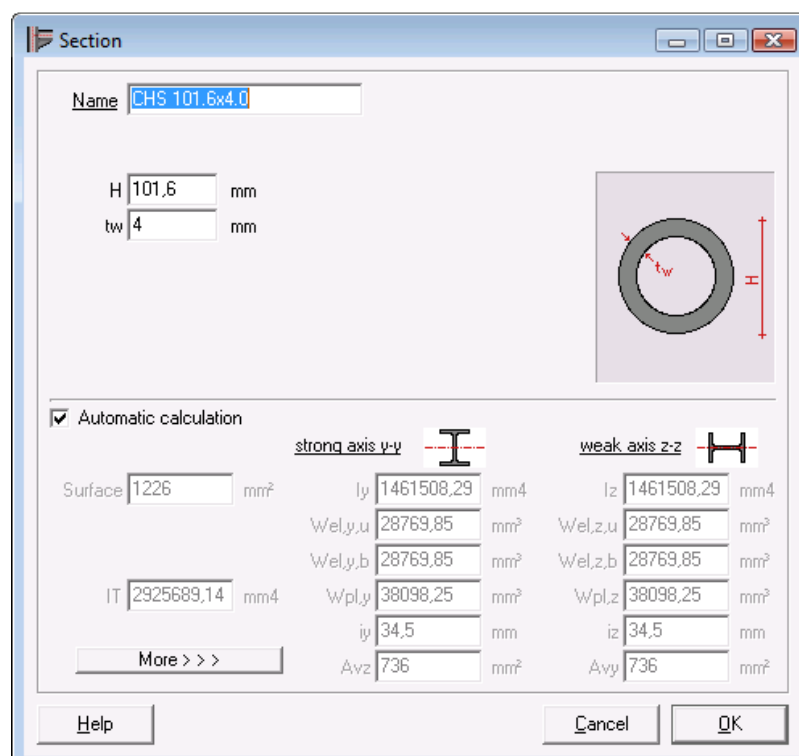 Section
Name CHS 101.6x4.0
H 101,6 mm
tw 4 mm
tw
H
Automatic calculation
strong axis y-y weak axis z-z
Surface 1226 mm² Iy 1461508,29 mm4 Iz 1461508,29 mm4
Wel,y,u 28769,85 mm³ Wel,z,u 28769,85 mm³
Wel,y,b 28769,85 mm³ Wel,z,b 28769,85 mm³
IT 2925689,14 mm4 Wpl,y 38098,25 mm³ Wpl,z 38098,25 mm³
iy 34,5 mm iz 34,5 mm
More > > > Avz 736 mm² Avy 736 mm²
Help Cancel OK